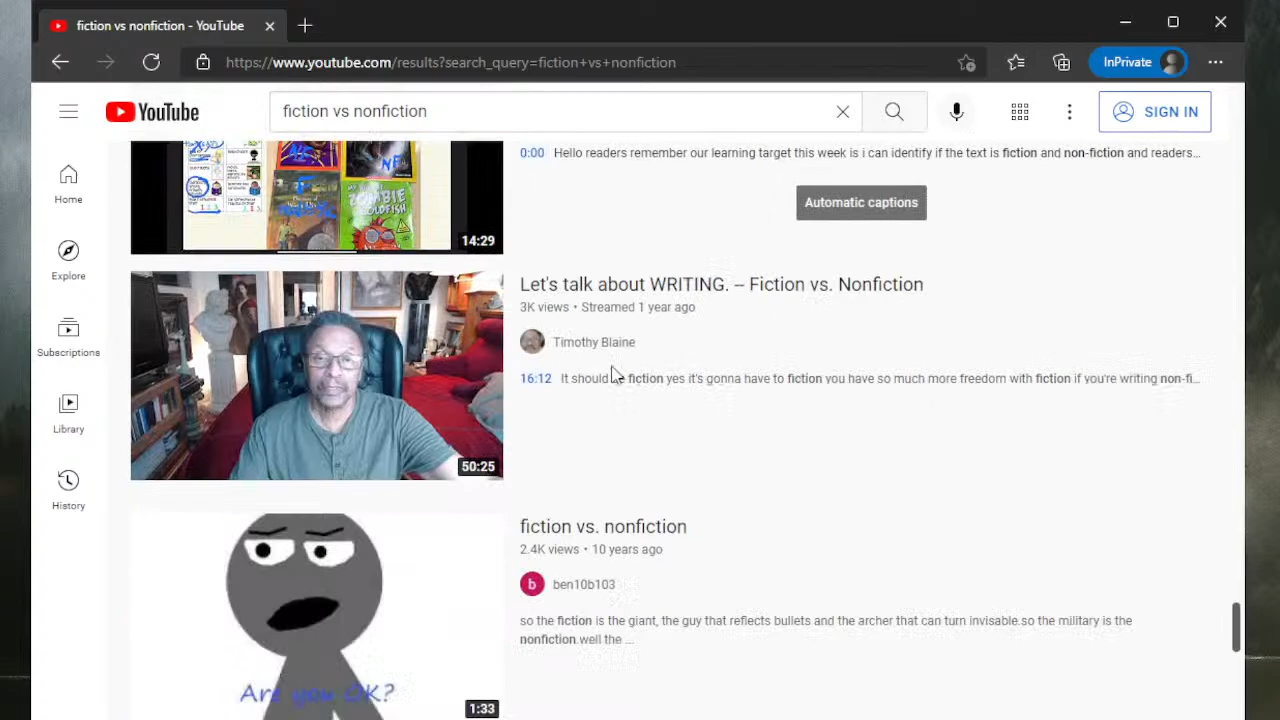 fiction vs nonfiction - YouTube
InPrivate
https://www.youtube.com/results?search_query=fiction+vs+nonfiction
YouTube
fiction vs nonfiction
SIGN IN
Home
Explore
Subscriptions
Library
History
0:00 Hello readers remember our learning target this week is i can identify if the text is fiction and non-fiction and readers...
Automatic captions
14:29
Let's talk about WRITING. -- Fiction vs. Nonfiction
3K views • Streamed 1 year ago
Timothy Blaine
16:12 It should fiction yes it's gonna have to fiction you have so much more freedom with fiction if you're writing non-fi...
50:25
fiction vs. nonfiction
2.4K views • 10 years ago
b ben10b103
so the fiction is the giant, the guy that reflects bullets and the archer that can turn invisable.so the military is the
nonfiction.well the ...
Are you OK?
1:33